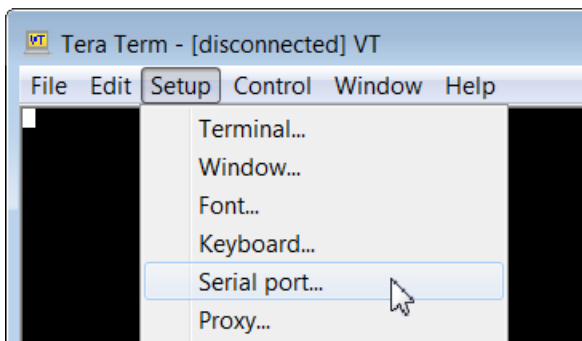 VT Tera Term - [disconnected] VT
File Edit Setup Control Window Help
Terminal...
Window...
Font...
Keyboard...
Serial port...
Proxy...